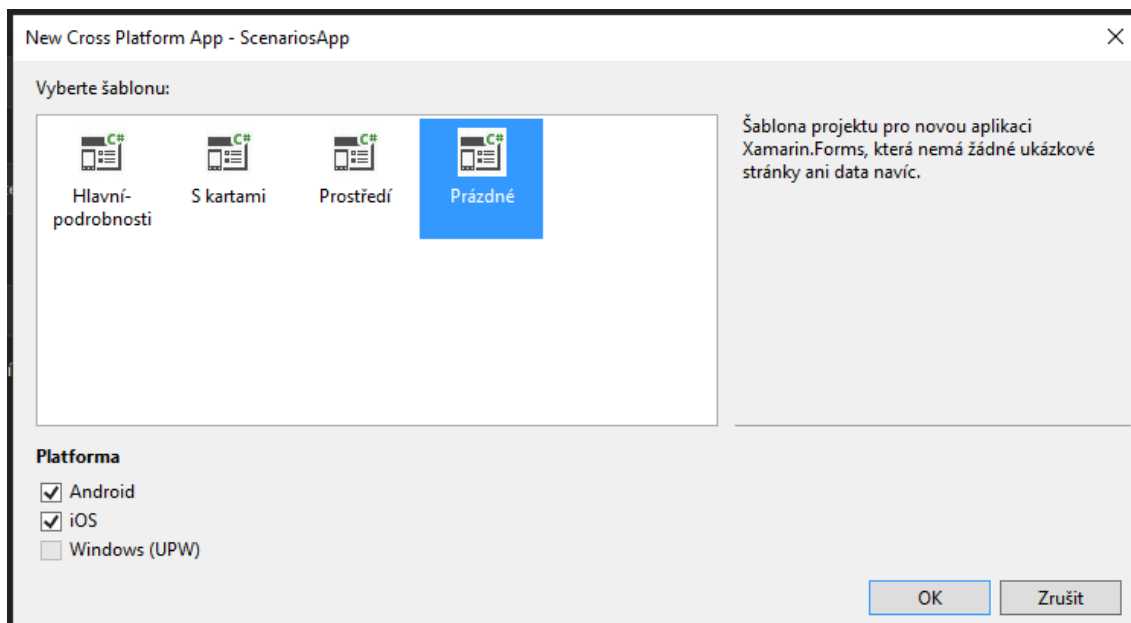 New Cross Platform App - ScenariosApp
Vyberte šablonu:
C#
C#
C#
C#
Hlavní-
podrobnosti
S kartami
Prostředí
Prázdné
Šablona projektu pro novou aplikaci
Xamarin.Forms, která nemá žádné ukázkové
stránky ani data navíc.
Platforma
Android
iOS
Windows (UPW)
OK
Zrušit